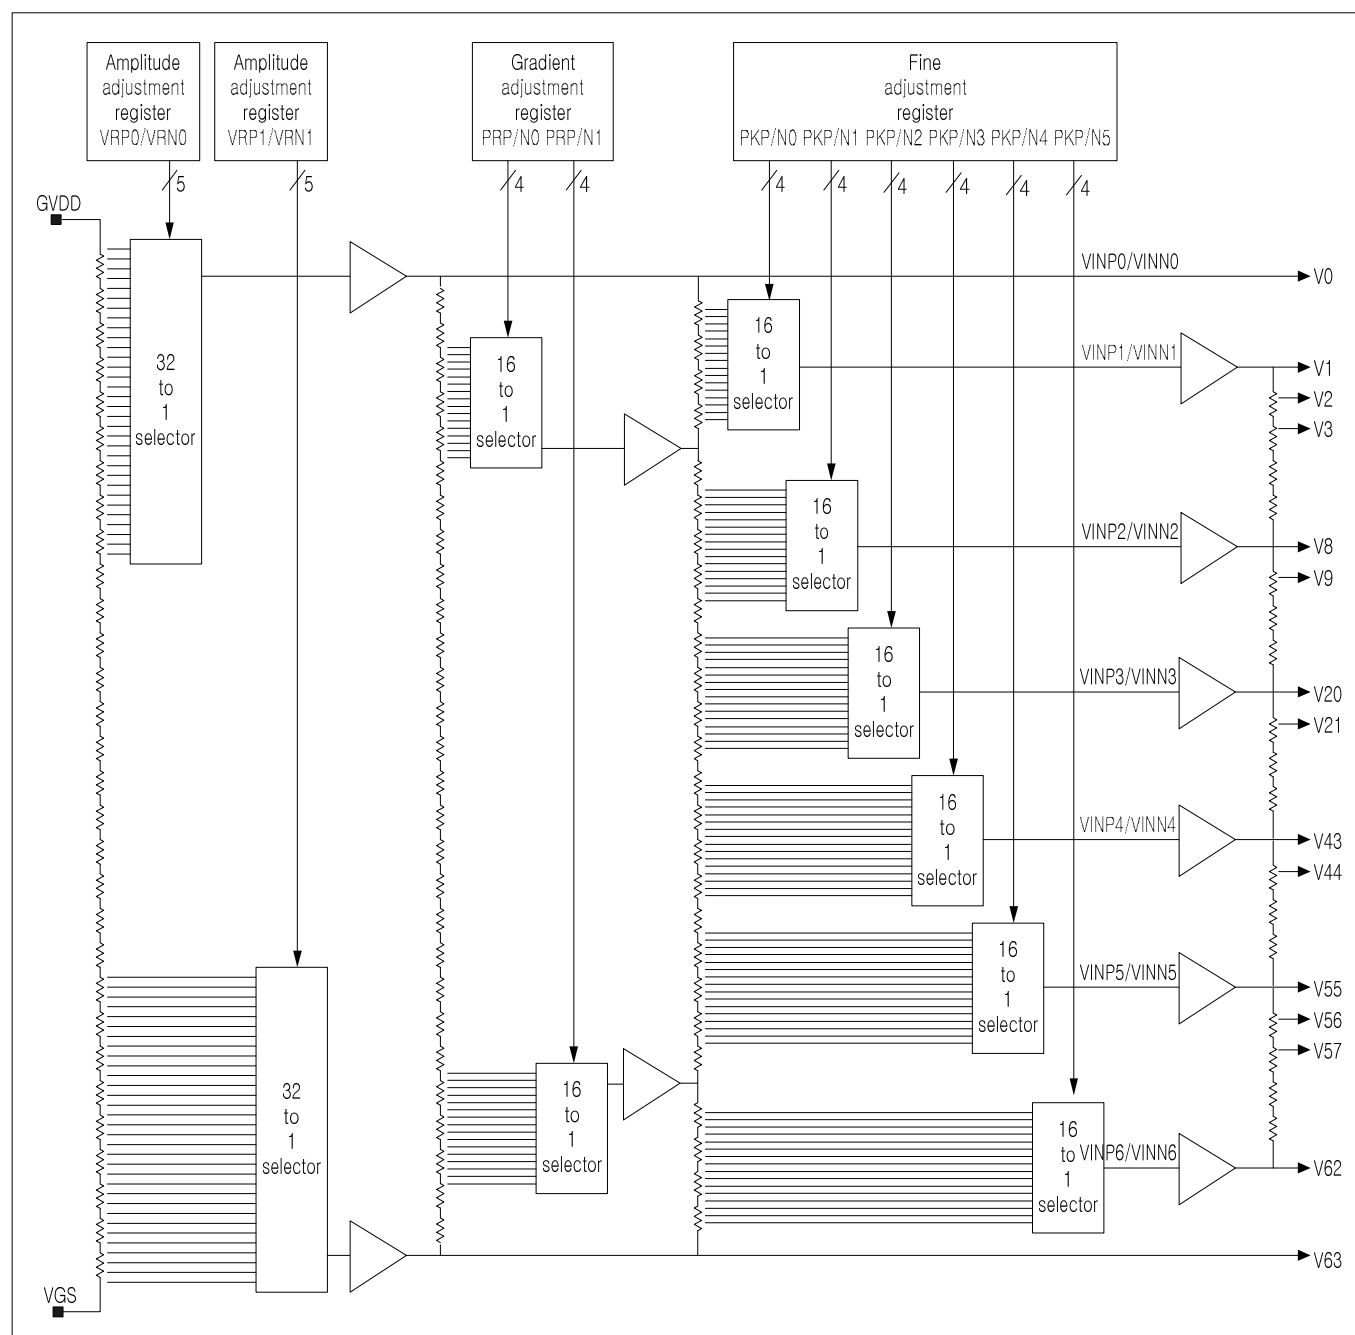 Amplitude
adjustment
register
VRP0/VRN0
Amplitude
adjustment
register
VRP1/VRN1
Gradient
adjustment
register
PRP/N0 PRP/N1
Fine
adjustment
register
PKP/N0 PKP/N1 PKP/N2 PKP/N3 PKP/N4 PKP/N5
5
5
4
4
4
4
4
4
4
4
GVDD
32
to
1
selector
16
to
1
selector
16
to
1
selector
VINP0/VINN0
V0
VINP1/VINN1
V1
V2
V3
16
to
1
selector
VINP2/VINN2
V8
V9
16
to
1
selector
VINP3/VINN3
V20
V21
16
to
1
selector
VINP4/VINN4
V43
V44
16
to
1
selector
VINP5/VINN5
V55
V56
V57
32
to
1
selector
16
to
1
selector
16
to
1
selector
VINP6/VINN6
V62
V63
VGS